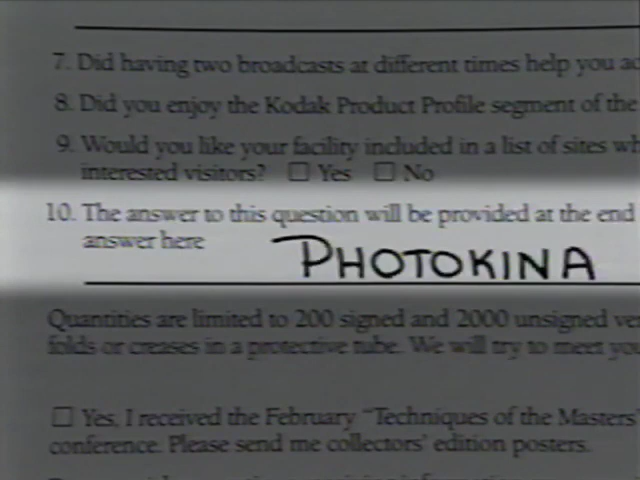 7. Did having two broadcasts at different times help you
8. Did you enjoy the Kodak Product Profile segment of the
9. Would you like your facility included in a list of sites
interested visitors? □ Yes □ No
10. The answer to this question will be provided at the end
answer here PHOTOKINA
Quantities are limited to 200 signed and 2000 unsigned
folds or creases in a protective tube. We will try to meet
□ Yes, I received the February "Techniques of the Masters"
conference. Please send me collectors' edition posters.